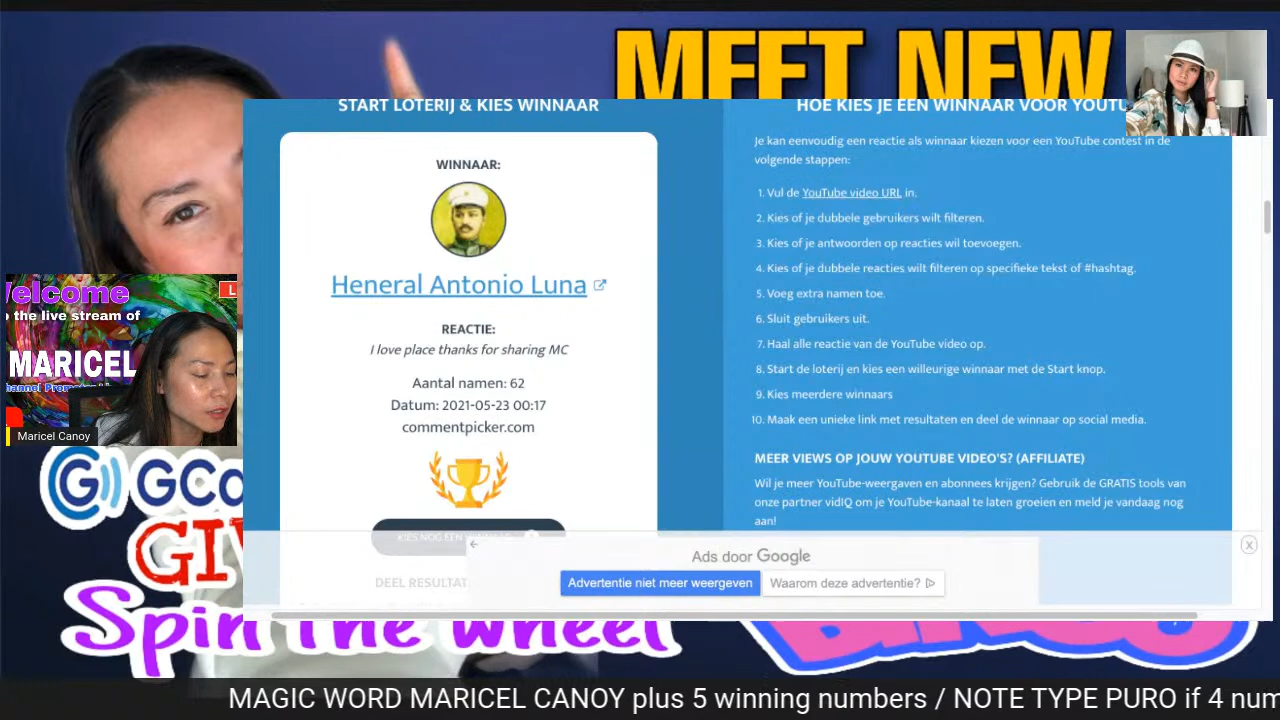 MEET NEW
START LOTERIJ & KIES WINNAAR
WINNAAR:
Heneral Antonio Luna
REACTIE:
I love place thanks for sharing MC
Aantal namen: 62
Datum: 2021-05-23 00:17
commentpicker.com
KIES NOG EEN
DEEL RESULTAT
HOE KIES JE EEN WINNAAR VOOR YOUTU
Je kan eenvoudig een reactie als winnaar kiezen voor een YouTube contest in de
volgende stappen:
1. Vul de YouTube video URL in.
2. Kies of je dubbele gebruikers wilt filteren.
3. Kies of je antwoorden op reacties wil toevoegen.
4. Kies of je dubbele reacties wilt filteren op specifieke tekst of #hashtag.
5. Voeg extra namen toe.
6. Sluit gebruikers uit.
7. Haal alle reactie van de YouTube video op.
8. Start de loterij en kies een willeurige winnaar met de Start knop.
9. Kies meerdere winnaars
10. Maak een unieke link met resultaten en deel de winnaar op social media.
MEER VIEWS OP JOUW YOUTUBE VIDEO'S? (AFFILIATE)
Wil je meer YouTube-weergaven en abonnees krijgen? Gebruik de GRATIS tools van
onze partner vidIQ om je YouTube-kanaal te laten groeien en meld je vandaag nog
aan!
Ads door Google
Advertentie niet meer weergeven
Waarom deze advertentie?
Welcome
L
o the live stream of
MARICEL
Maricel Canoy
GCo
GIV
Spin the wheel
BINGO
MAGIC WORD MARICEL CANOY plus 5 winning numbers / NOTE TYPE PURO if 4 num